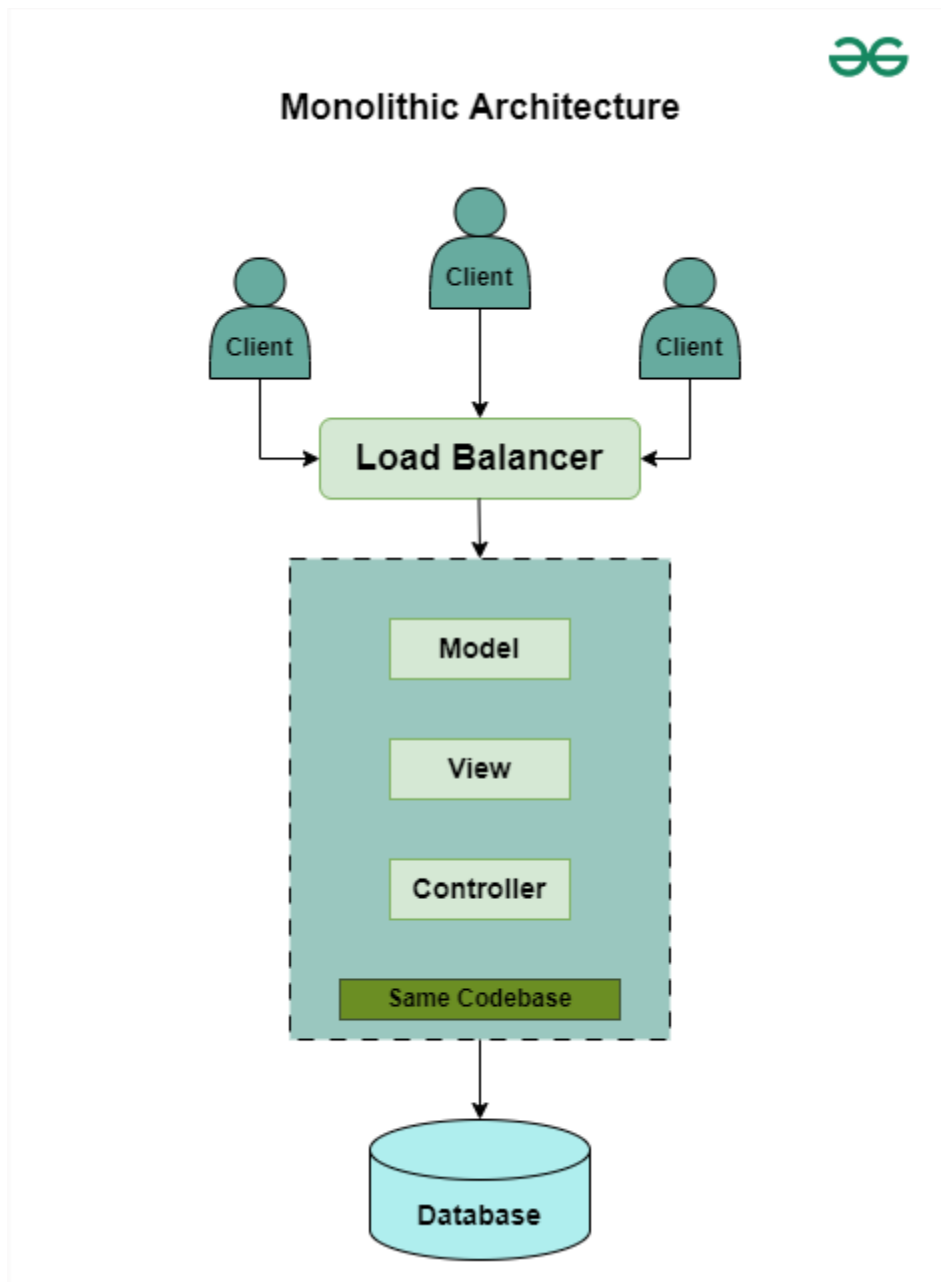 Monolithic Architecture
Client
Client
Client
Load Balancer
Model
View
Controller
Same Codebase
Database